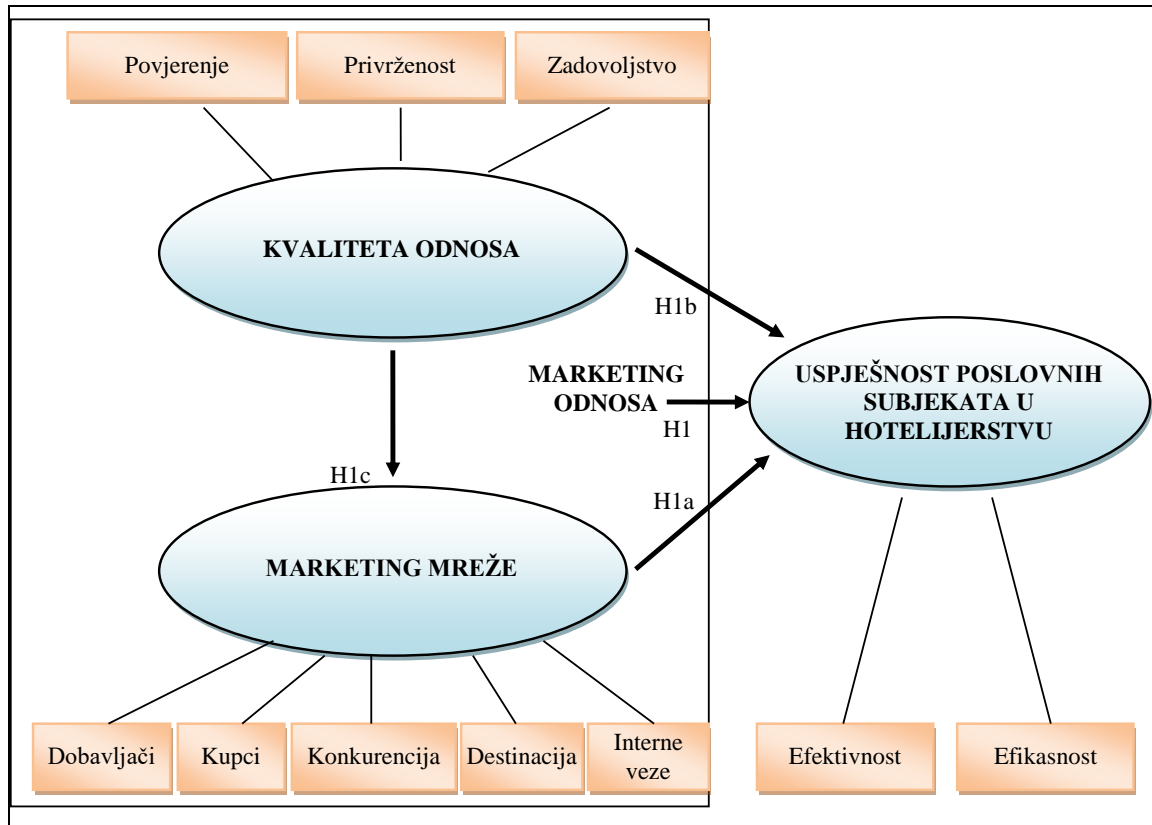 Povjerenje
Privrženost
Zadovoljstvo
KVALITETA ODNOSA
H1b
MARKETING
ODNOSA
H1
USPJEŠNOST POSLOVNIH
SUBJEKATA U
HOTELIJERSTVU
H1c
H1a
MARKETING MREŽE
Dobavljači
Kupci
Konkurencija
Destinacija
Interne
veze
Efektivnost
Efikasnost